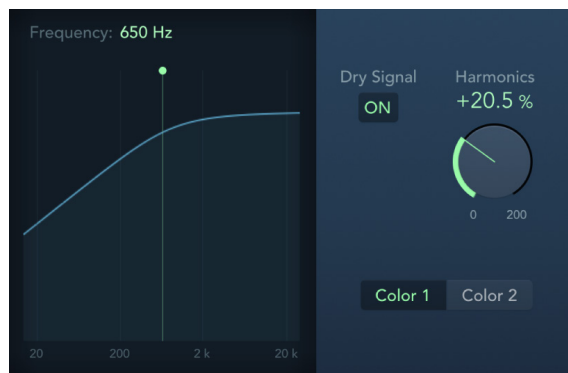 Frequency: 650 Hz
Dry Signal
ON
Harmonics
+20.5 %
0 200
Color 1 Color 2
20 200 2 k 20 k